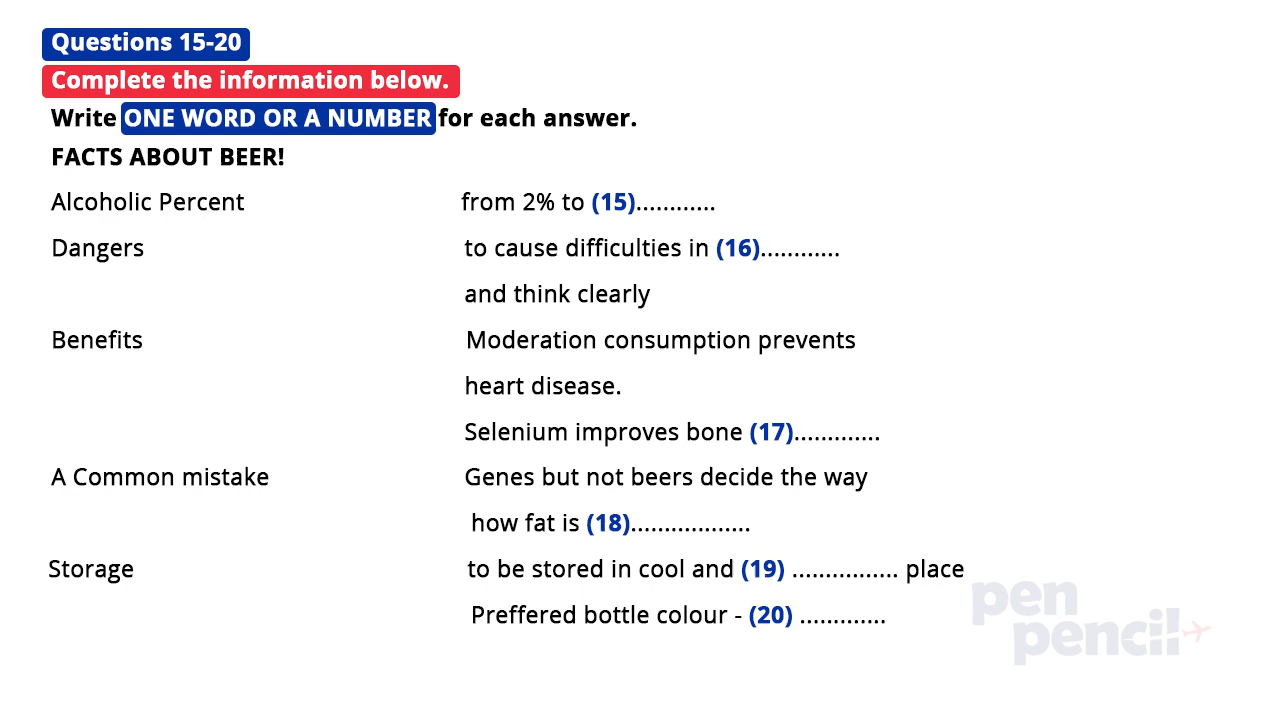 Questions 15-20
Complete the information below.
Write ONE WORD OR A NUMBER for each answer.
FACTS ABOUT BEER!
Alcoholic Percent from 2% to (15)............
Dangers to cause difficulties in (16)............
and think clearly
Benefits Moderation consumption prevents
heart disease.
Selenium improves bone (17).............
A Common mistake Genes but not beers decide the way
how fat is (18)..................
Storage to be stored in cool and (19) ................ place
Preffered bottle colour - (20) .............
pen
pencil